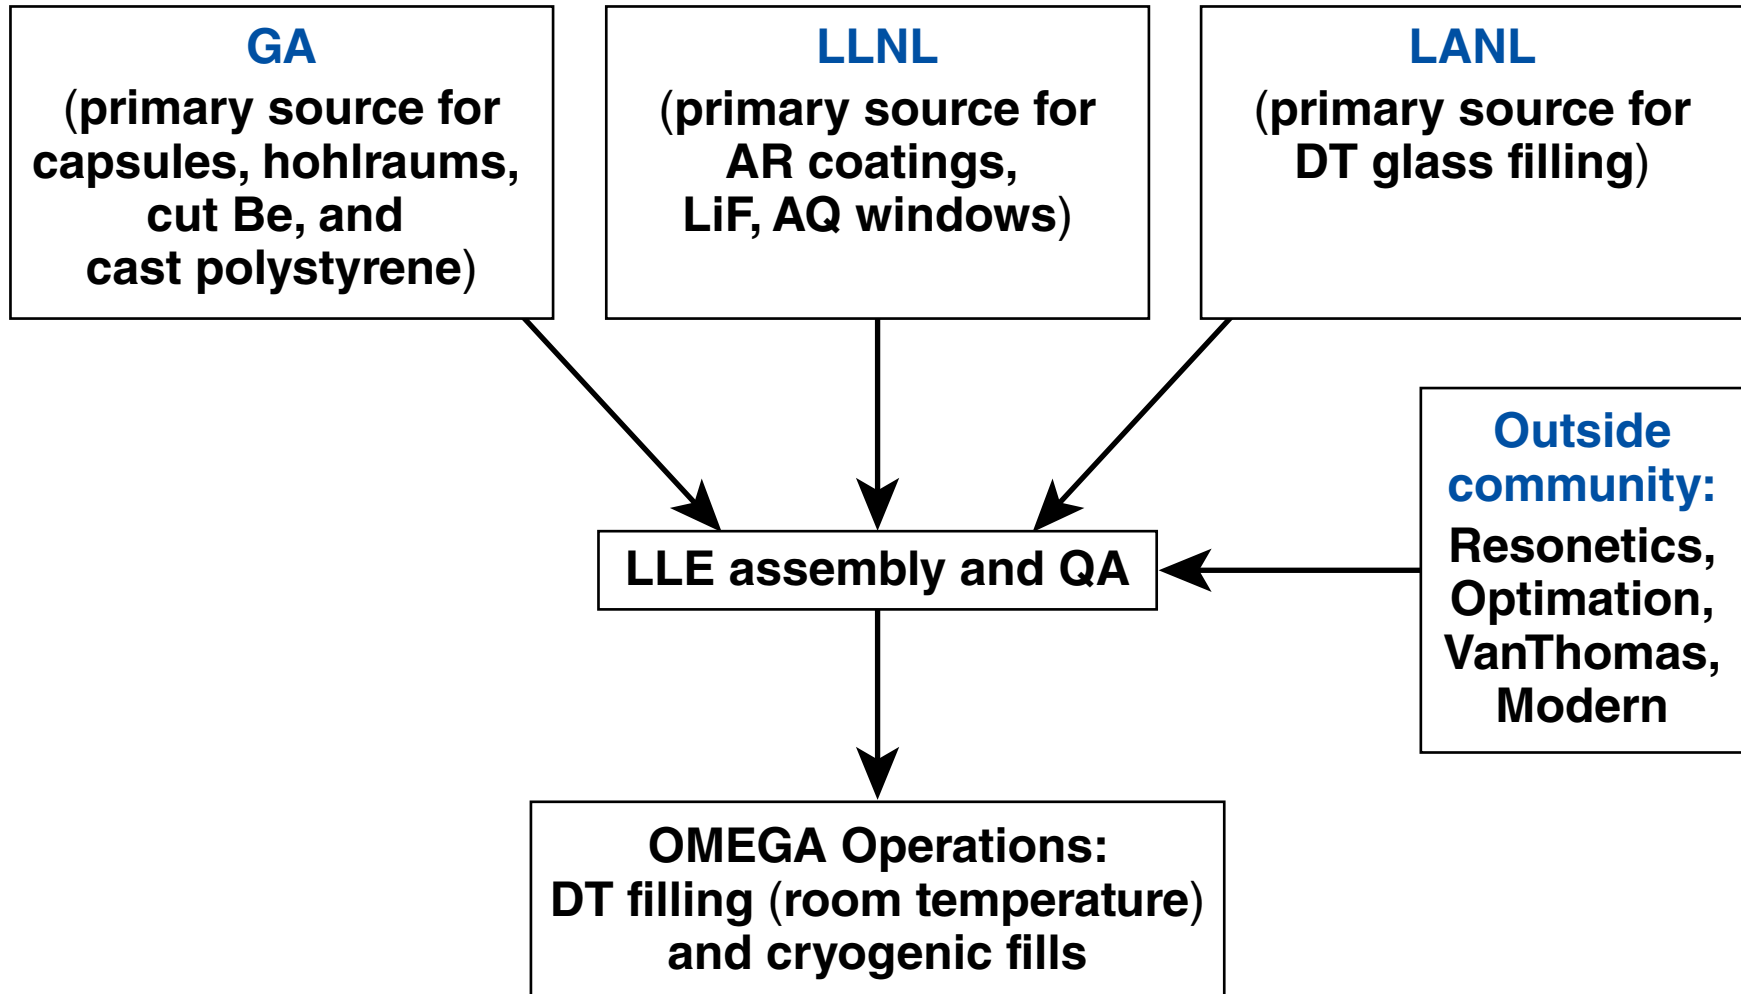 GA
(primary source for
capsules, hohlraums,
cut Be, and
cast polystyrene)
LLNL
(primary source for
AR coatings,
LiF, AQ windows)
LANL
(primary source for
DT glass filling)
Outside
community:
Resonetics,
Optimation,
VanThomas,
Modern
LLE assembly and QA
OMEGA Operations:
DT filling (room temperature)
and cryogenic fills